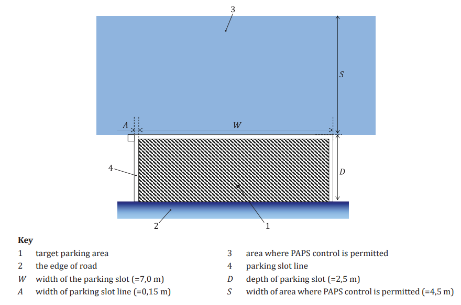 3
S
A
W
4
D
2
1
Key
1 target parking area
2 the edge of road
W width of the parking slot (=7,0 m)
A width of parking slot line (=0,15 m)
3 area where PAPS control is permitted
4 parking slot line
D depth of parking slot (=2,5 m)
S width of area where PAPS control is permitted (=4,5 m)